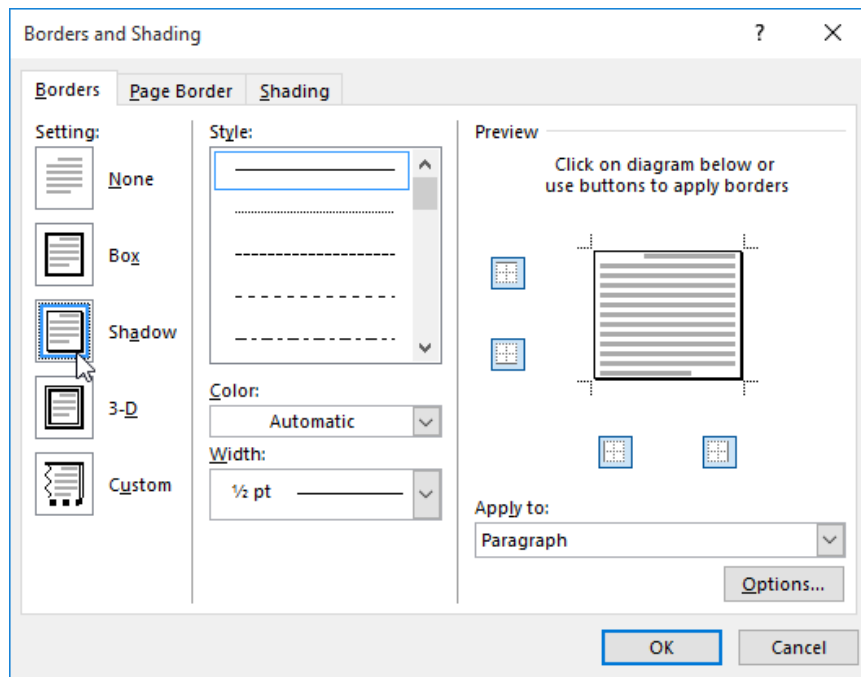 Borders and Shading
?
Borders
Page Border
Shading
Setting:
None
Box
Shadow
3-D
Custom
Style:
Color:
Automatic
Width:
½ pt
Preview
Click on diagram below or
use buttons to apply borders
Apply to:
Paragraph
Options...
OK
Cancel